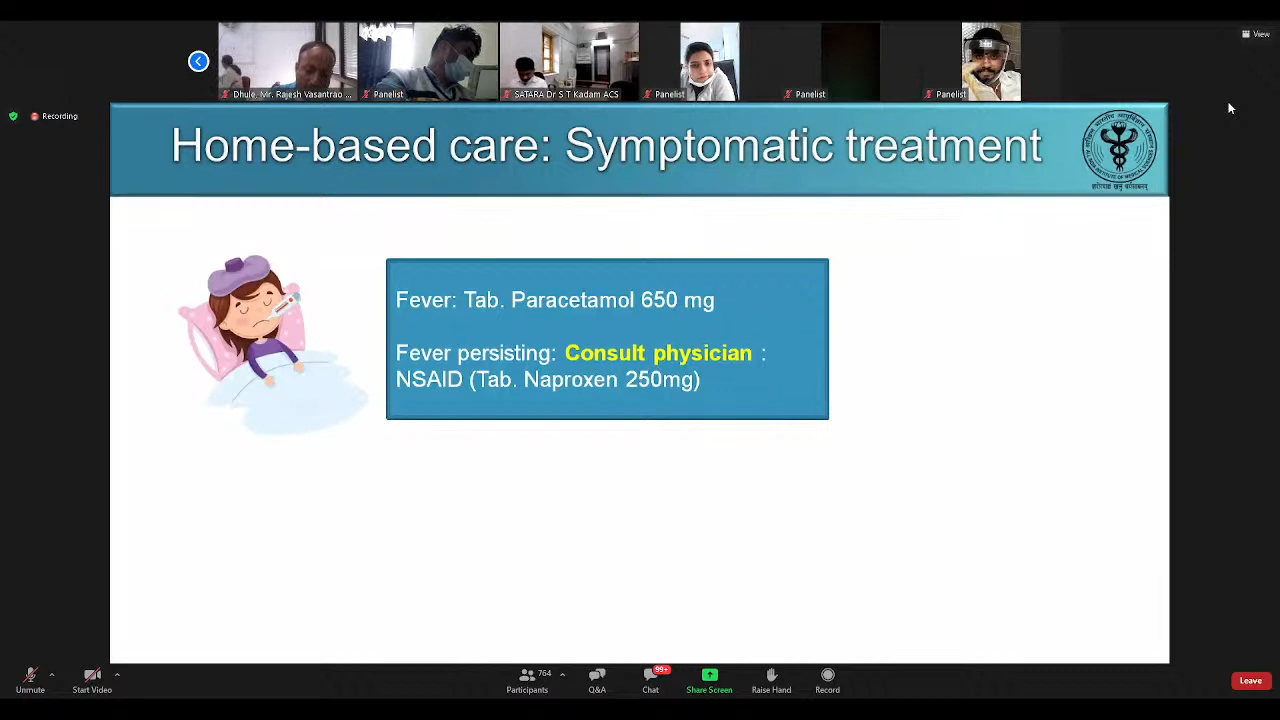 View
Dhule, Mr. Rajesh Vasantrao ...
Panelist
SATARA Dr S T Kadam ACS
Panelist
Panelist
Panelist
Recording
Home-based care: Symptomatic treatment
Fever: Tab. Paracetamol 650 mg
Fever persisting: Consult physician :
NSAID (Tab. Naproxen 250mg)
764
99+
Unmute
Start Video
Participants
Q&A
Chat
Share Screen
Raise Hand
Record
Leave